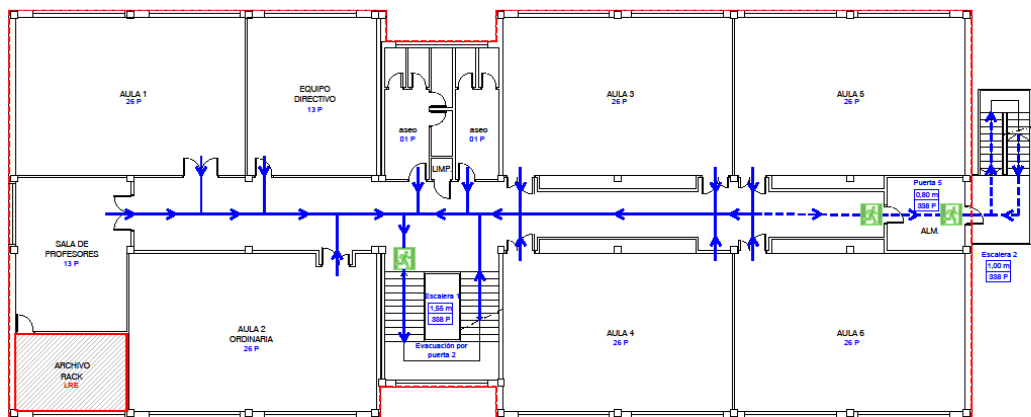 AULA 1
26 P
EQUIPO
DIRECTIVO
13 P
aseo
01 P
aseo
01 P
LIMP.
AULA 3
26 P
AULA 5
26 P
Puerta 5
0,80 m
338 P
ALM.
SALA DE
PROFESORES
13 P
Escalera 2
1,00 m
338 P
Escalera 1
1,55 m
338 P
Evacuación por
puerta 2
AULA 2
ORDINARIA
26 P
AULA 4
26 P
AULA 6
26 P
ARCHIVO
RACK
LRE